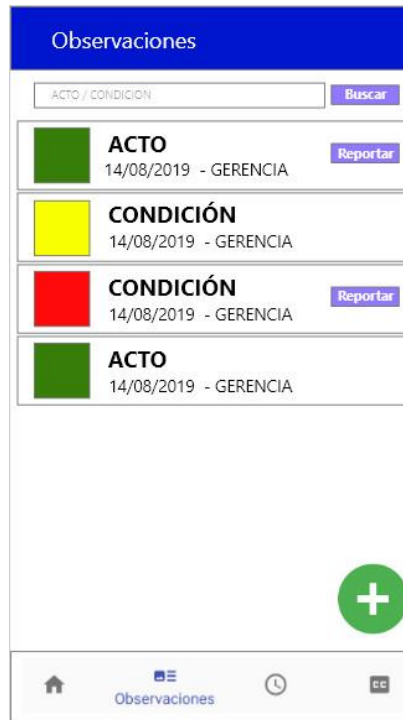 Observaciones
ACTO / CONDICION
Buscar
ACTO
14/08/2019 - GERENCIA
Reportar
CONDICIÓN
14/08/2019 - GERENCIA
CONDICIÓN
14/08/2019 - GERENCIA
Reportar
ACTO
14/08/2019 - GERENCIA
Observaciones
CC